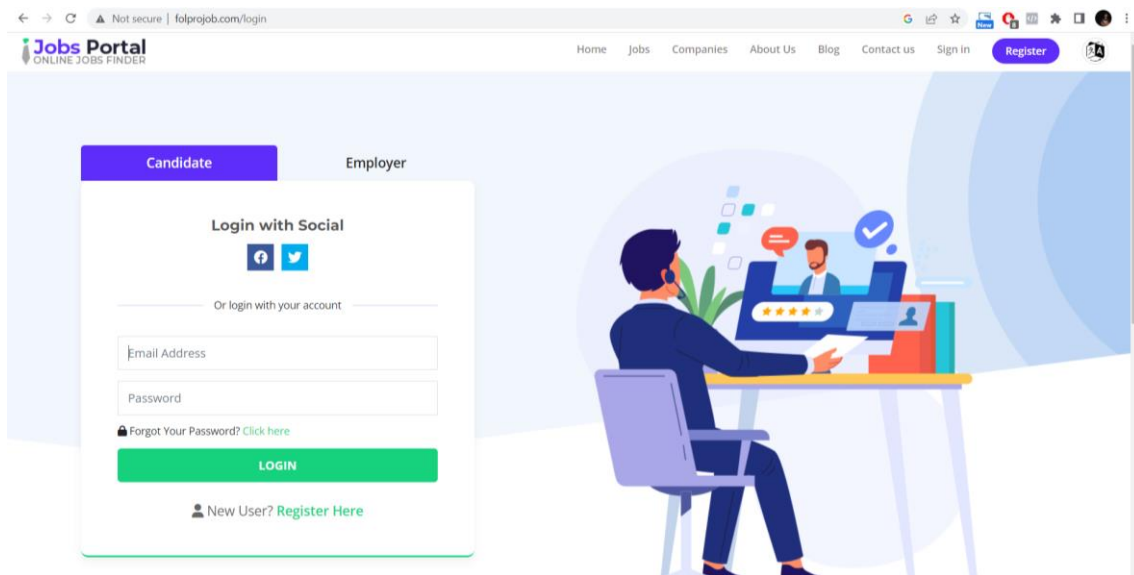 Not secure | folprojob.com/login
New
Jobs Portal
ONLINE JOBS FINDER
Home Jobs Companies About Us Blog Contact us Sign in Register
Candidate Employer
Login with Social
Or login with your account
Email Address
Password
Forgot Your Password? Click here
LOGIN
New User? Register Here